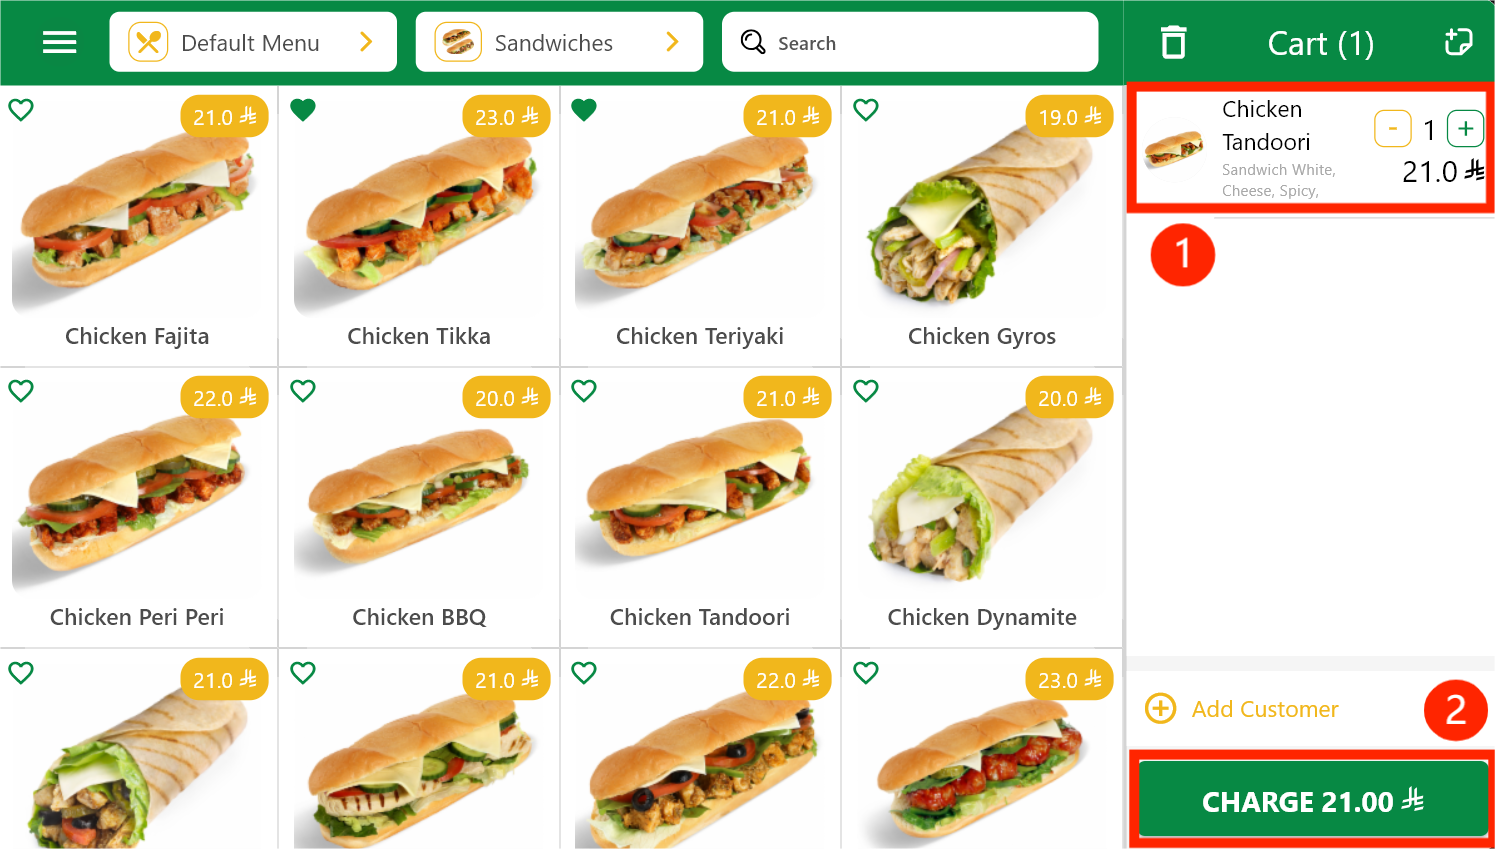 Default Menu
Sandwiches
Search
Cart (1)
21.0 ⃁
23.0 ⃁
21.0 ⃁
19.0 ⃁
Chicken Fajita
Chicken Tikka
Chicken Teriyaki
Chicken Gyros
22.0 ⃁
20.0 ⃁
21.0 ⃁
20.0 ⃁
Chicken Peri Peri
Chicken BBQ
Chicken Tandoori
Chicken Dynamite
21.0 ⃁
21.0 ⃁
22.0 ⃁
23.0 ⃁
Chicken
Tandoori
Sandwich White,
Cheese, Spicy,
- 1 +
21.0 ⃁
1
Add Customer
2
CHARGE 21.00 ⃁